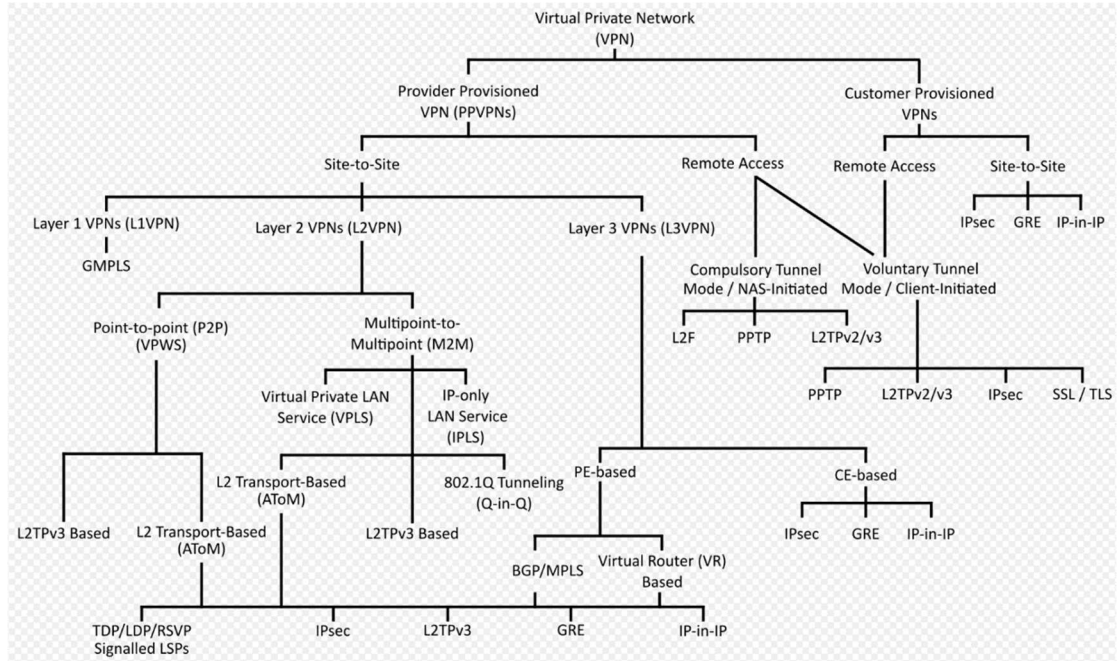 Virtual Private Network
(VPN)
Provider Provisioned
VPN (PPVPNs)
Customer Provisioned
VPNs
Site-to-Site
Remote Access
Remote Access
Site-to-Site
Layer 1 VPNs (L1VPN)
Layer 2 VPNs (L2VPN)
Layer 3 VPNs (L3VPN)
IPsec
GRE
IP-in-IP
GMPLS
Compulsory Tunnel
Mode / NAS-Initiated
Voluntary Tunnel
Mode / Client-Initiated
Point-to-point (P2P)
(VPWS)
Multipoint-to-
Multipoint (M2M)
L2F
PPTP
L2TPv2/v3
Virtual Private LAN
Service (VPLS)
IP-only
LAN Service
(IPLS)
PPTP
L2TPv2/v3
IPsec
SSL / TLS
L2 Transport-Based
(AToM)
802.1Q Tunneling
(Q-in-Q)
PE-based
CE-based
L2TPv3 Based
L2 Transport-Based
(AToM)
L2TPv3 Based
IPsec
GRE
IP-in-IP
BGP/MPLS
Virtual Router (VR)
Based
TDP/LDP/RSVP
Signalled LSPs
IPsec
L2TPv3
GRE
IP-in-IP